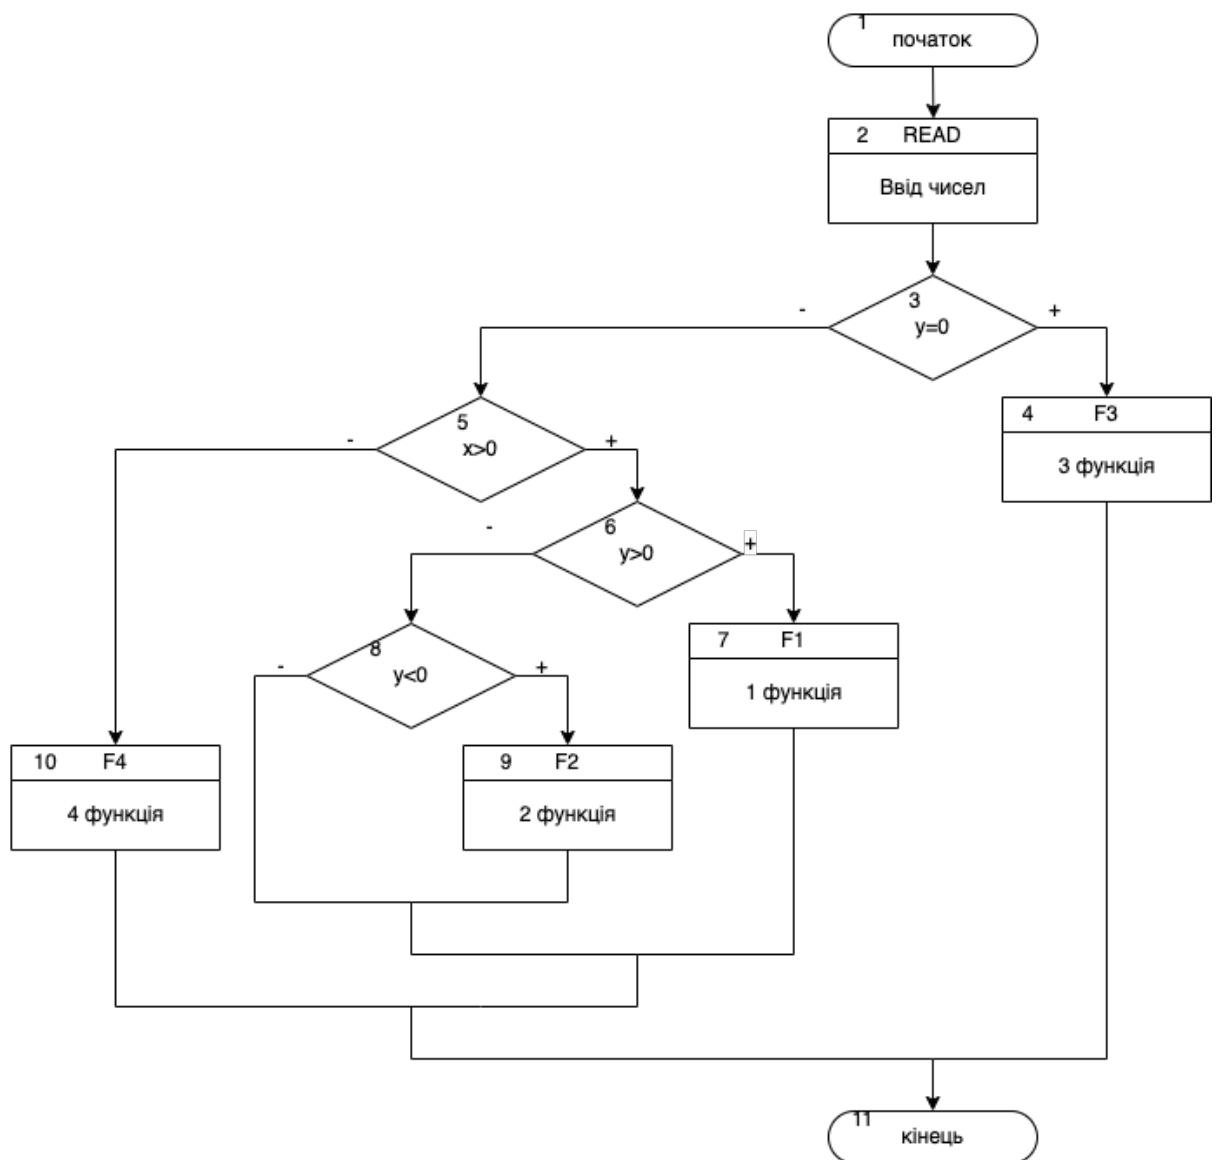 1
початок
2 READ
Ввід чисел
3
- +
y=0
4 F3
3 функція
5
- +
x>0
6
- +
y>0
7 F1
1 функція
8
- +
y<0
10 F4
4 функція
9 F2
2 функція
11
кінець